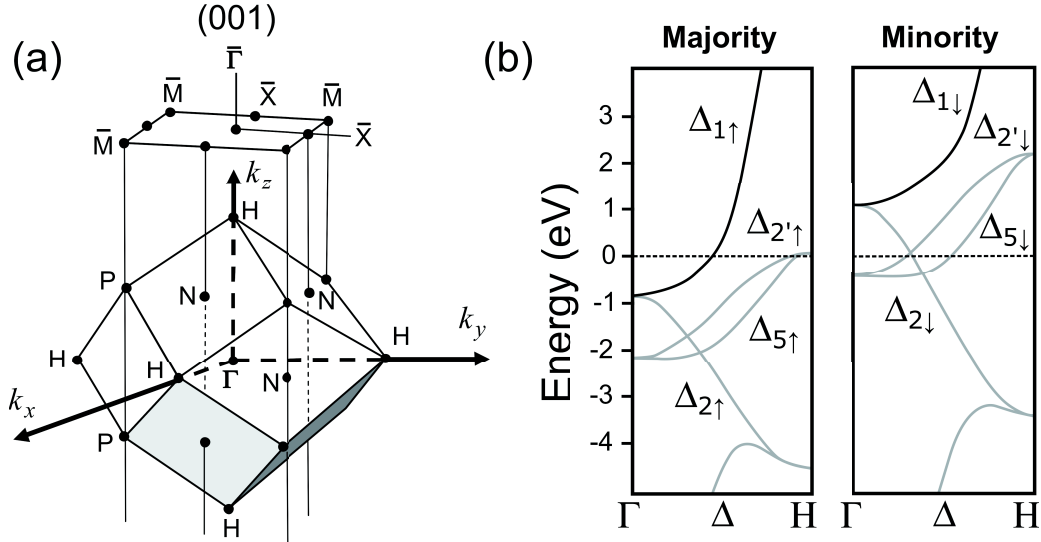 (a)
(001)
Γ̄
M̄
X̄
M̄
M̄
X̄
k_z
H
P
N
N
k_y
H
H
H
Γ
N
k_x
P
H
(b)
Majority
Minority
Energy (eV)
3
2
1
0
-1
-2
-3
-4
Δ₁↑
Δ₂'↑
Δ₅↑
Δ₂↑
Γ
Δ
H
Δ₁↓
Δ₂'↓
Δ₅↓
Δ₂↓
Γ
Δ
H